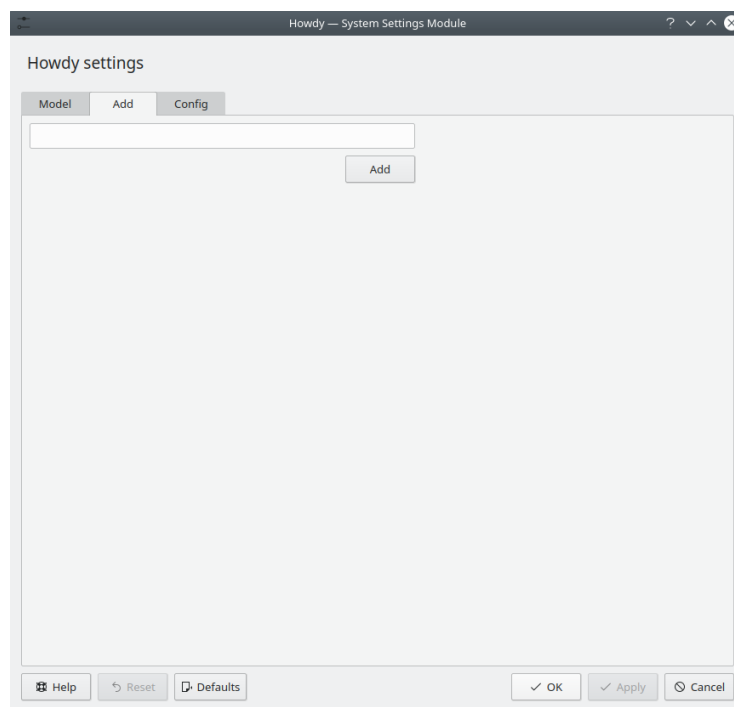 Howdy — System Settings Module
Howdy settings
Model Add Config
Add
Help Reset Defaults OK Apply Cancel